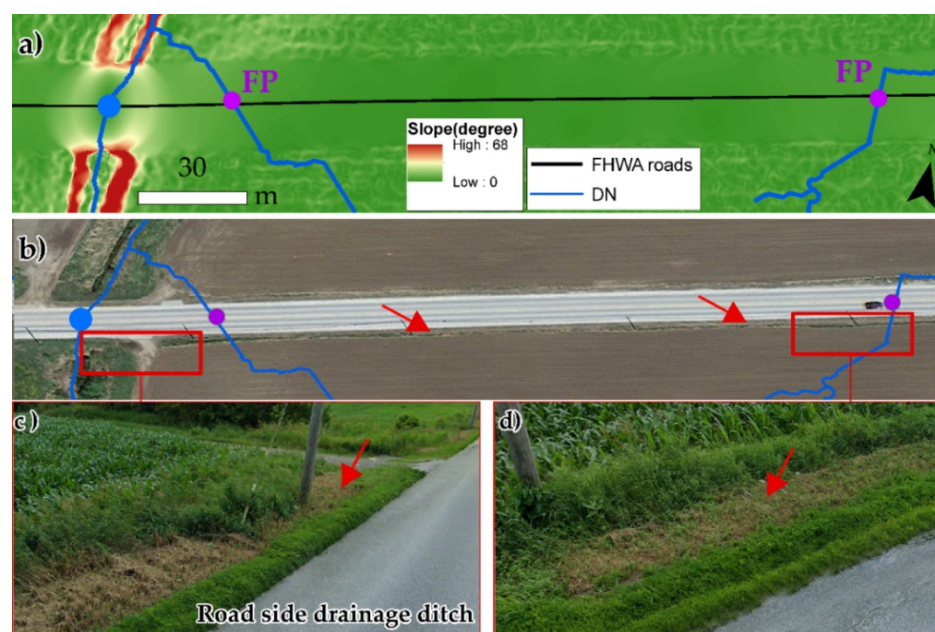 a)
FP
FP
30
m
Slope(degree)
High : 68
Low : 0
FHWA roads
DN
N
b)
c)
Road side drainage ditch
d)